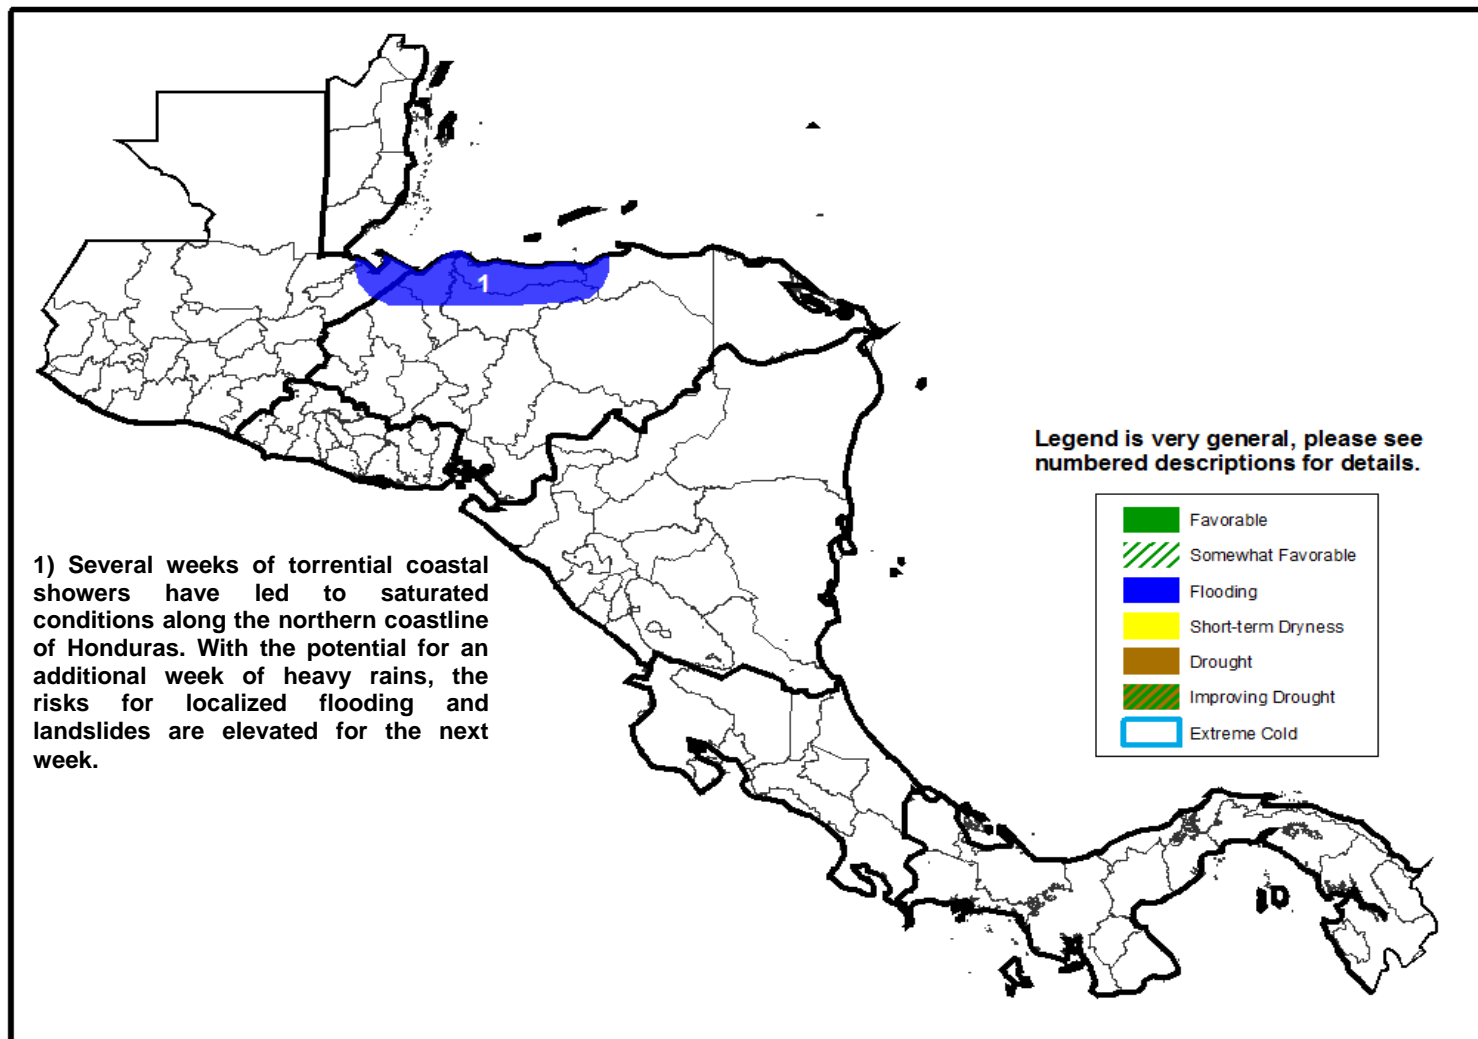 1
Legend is very general, please see
numbered descriptions for details.
Favorable
Somewhat Favorable
Flooding
Short-term Dryness
Drought
Improving Drought
Extreme Cold
1) Several weeks of torrential coastal
showers have led to saturated
conditions along the northern coastline
of Honduras. With the potential for an
additional week of heavy rains, the
risks for localized flooding and
landslides are elevated for the next
week.